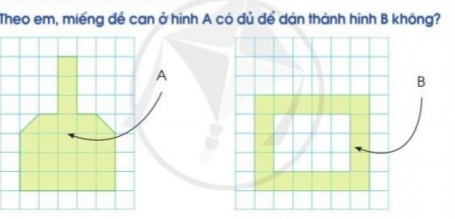 Theo em, miếng đề can ở hình A có đủ để dán thành hình B không?
A
B